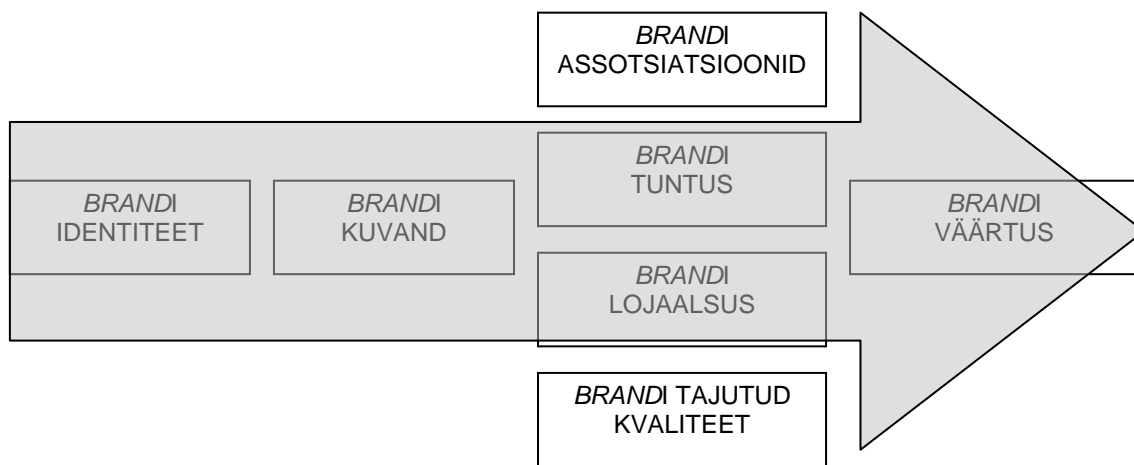 BRANDI
IDENTITEET
BRANDI
KUVAND
BRANDI
ASSOTSIATSIOONID
BRANDI
TUNTUS
BRANDI
LOJAALSUS
BRANDI TAJUTUD
KVALITEET
BRANDI
VÄÄRTUS